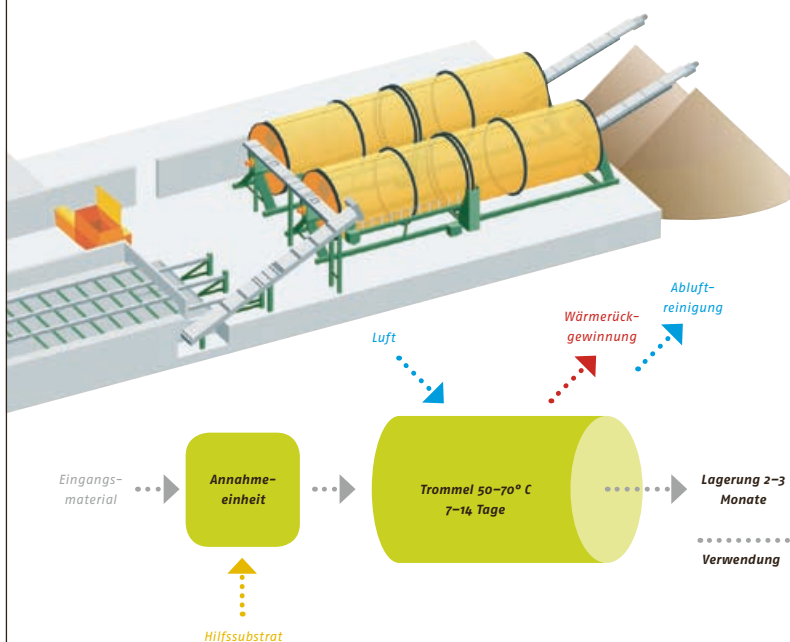 Abluft-
reinigung
Wärmerück-
gewinnung
Luft
Eingangs-
material
Annahme-
einheit
Trommel 50–70° C
7–14 Tage
Lagerung 2–3
Monate
Verwendung
Hilfssubstrat